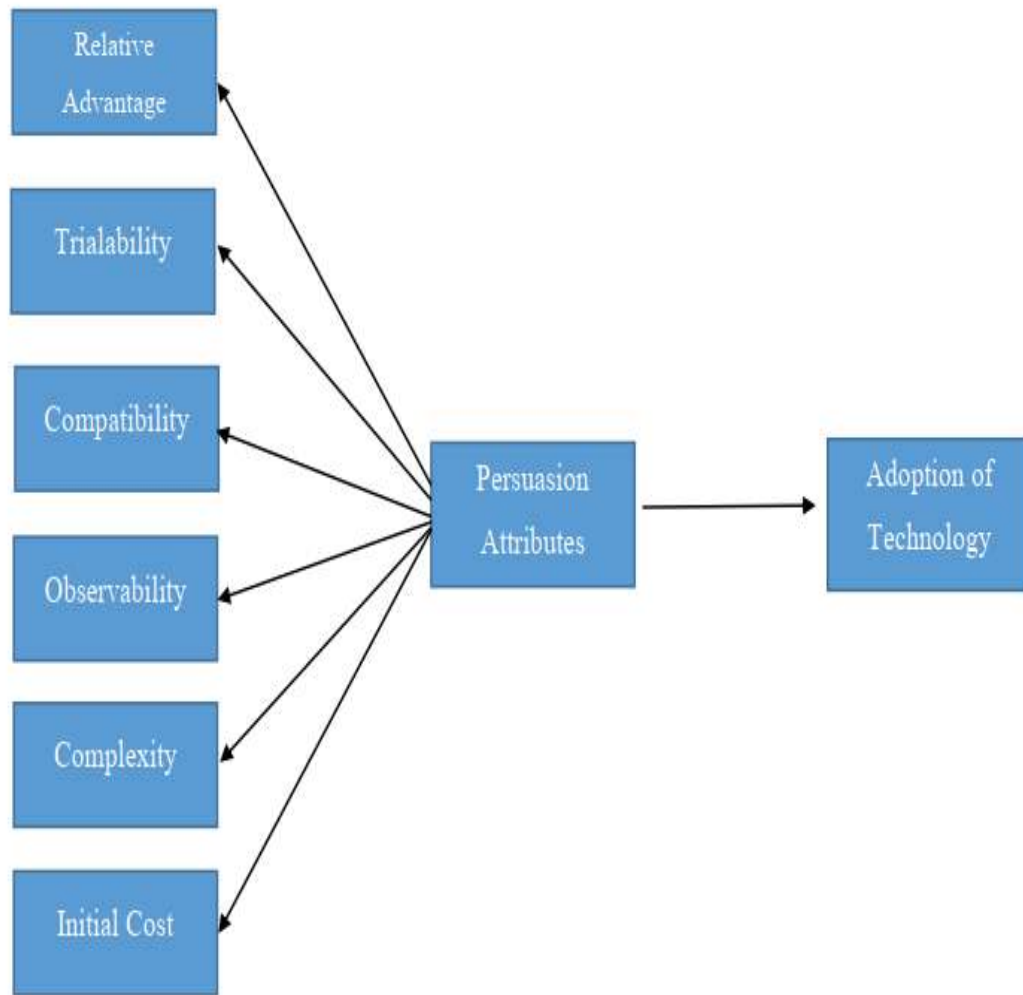 Relative
Advantage
Trialability
Compatibility
Observability
Complexity
Initial Cost
Persuasion
Attributes
Adoption of
Technology